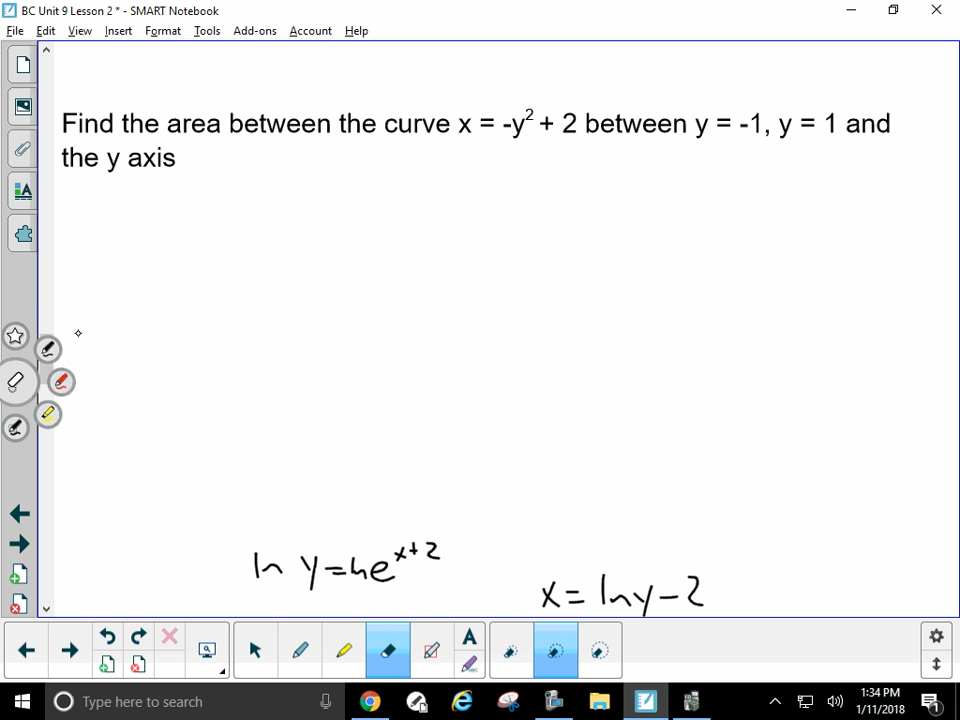 BC Unit 9 Lesson 2 * - SMART Notebook
File Edit View Insert Format Tools Add-ons Account Help
Find the area between the curve x = -y² + 2 between y = -1, y = 1 and
the y axis
ln y = ln e^{x+2}
x = ln y - 2
Type here to search
1:34 PM
1/11/2018
1